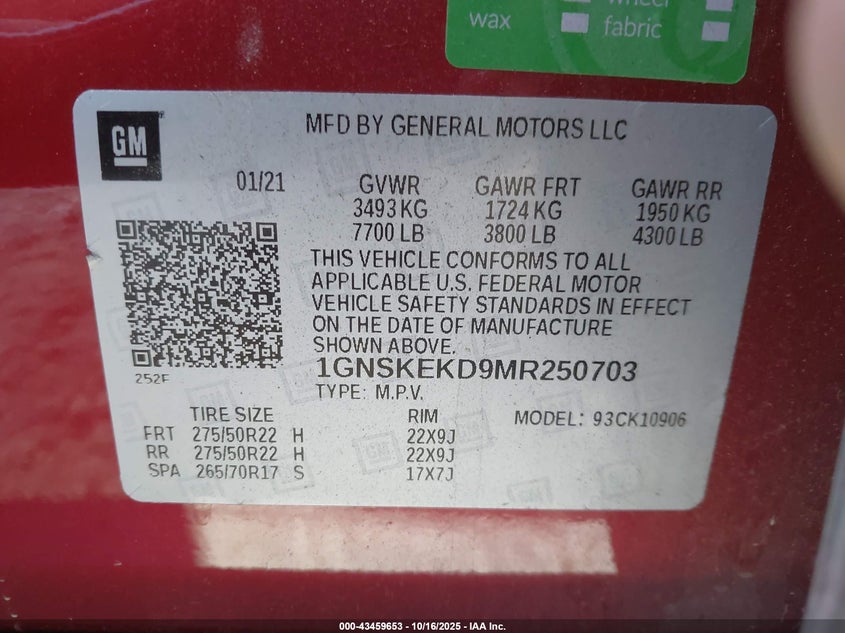 wheel
wax
fabric
GM
MFD BY GENERAL MOTORS LLC
01/21
GVWR GAWR FRT GAWR RR
3493 KG 1724 KG 1950 KG
7700 LB 3800 LB 4300 LB
THIS VEHICLE CONFORMS TO ALL
APPLICABLE U.S. FEDERAL MOTOR
VEHICLE SAFETY STANDARDS IN EFFECT
ON THE DATE OF MANUFACTURE
SHOWN ABOVE.
1GNSKEKD9MR250703
252F
TYPE: M.P.V.
TIRE SIZE RIM MODEL: 93CK10906
FRT 275/50R22 H 22X9J
RR 275/50R22 H 22X9J
SPA 265/70R17 S 17X7J
000-43459653 | 10/16/2025 - IAA Inc.